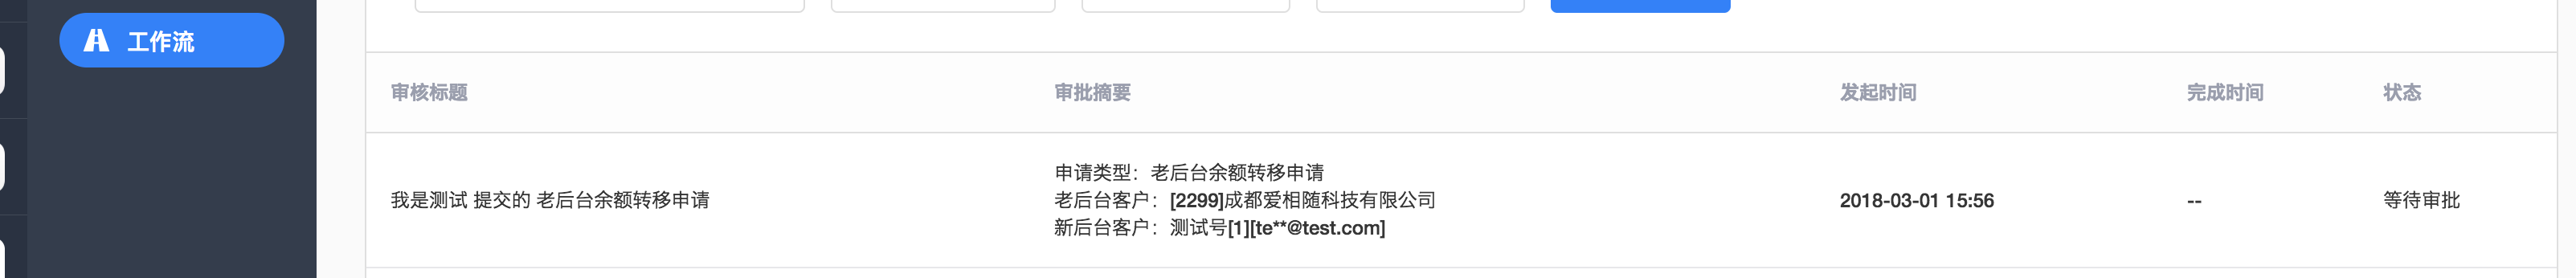 工作流
审核标题 审批摘要 发起时间 完成时间 状态
申请类型：老后台余额转移申请
我是测试 提交的 老后台余额转移申请 老后台客户：[2299]成都爱相随科技有限公司 2018-03-01 15:56 -- 等待审批
新后台客户：测试号[1][te**@test.com]